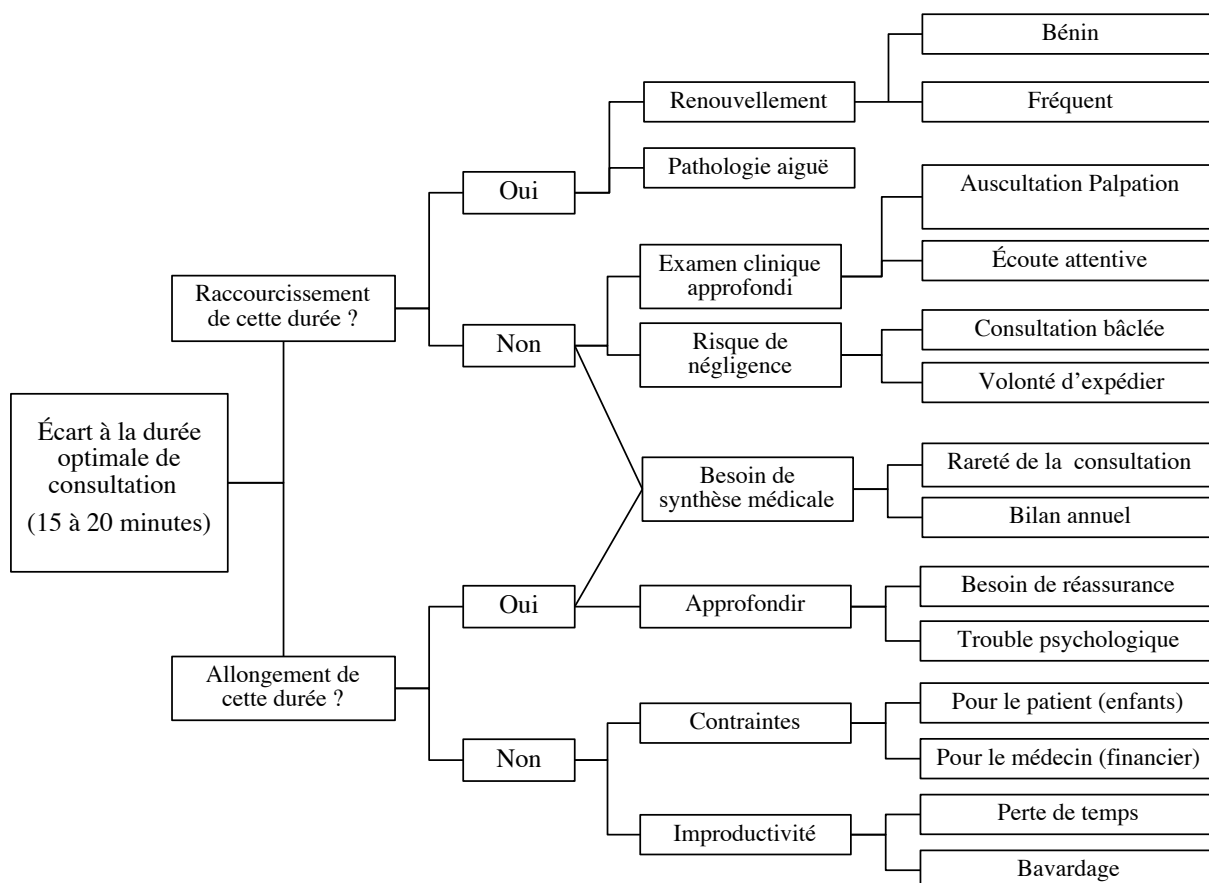 Écart à la durée
optimale de
consultation
(15 à 20 minutes)
Raccourcissement
de cette durée ?
Oui
Renouvellement
Bénin
Fréquent
Pathologie aiguë
Non
Examen clinique
approfondi
Auscultation Palpation
Écoute attentive
Risque de
négligence
Consultation bâclée
Volonté d’expédier
Besoin de
synthèse médicale
Rareté de la consultation
Bilan annuel
Allongement de
cette durée ?
Oui
Approfondir
Besoin de réassurance
Trouble psychologique
Non
Contraintes
Pour le patient (enfants)
Pour le médecin (financier)
Improductivité
Perte de temps
Bavardage